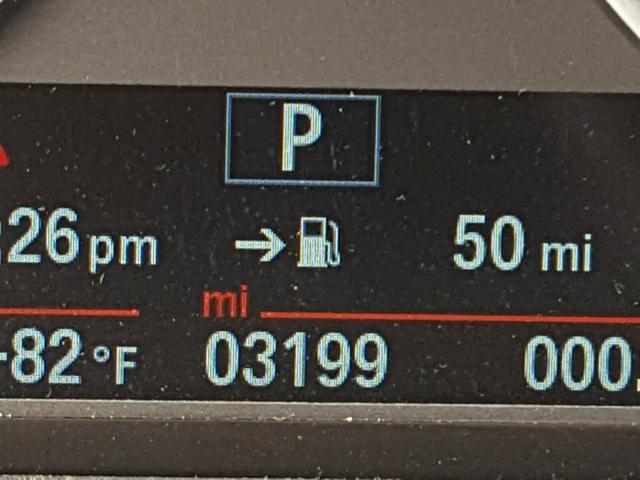 P
:26 pm → 50 mi
mi
+82 °F 03199 000.